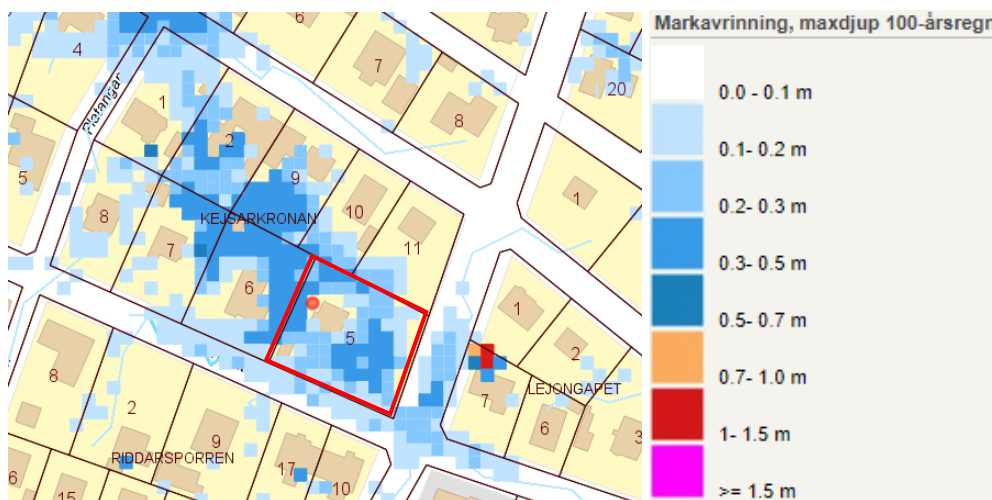 6
4
7
20
Platangar
1
2
8
5
9
1
10
KEJSARKRONAN
8
11
7
6
5
1
2
8
LEJONGAPET
2
7
9
6
3
RIDDARSPORREN
17
6
15
10
Markavrinning, maxdjup 100-årsregn
0.0 - 0.1 m
0.1- 0.2 m
0.2- 0.3 m
0.3- 0.5 m
0.5- 0.7 m
0.7- 1.0 m
1- 1.5 m
>= 1.5 m